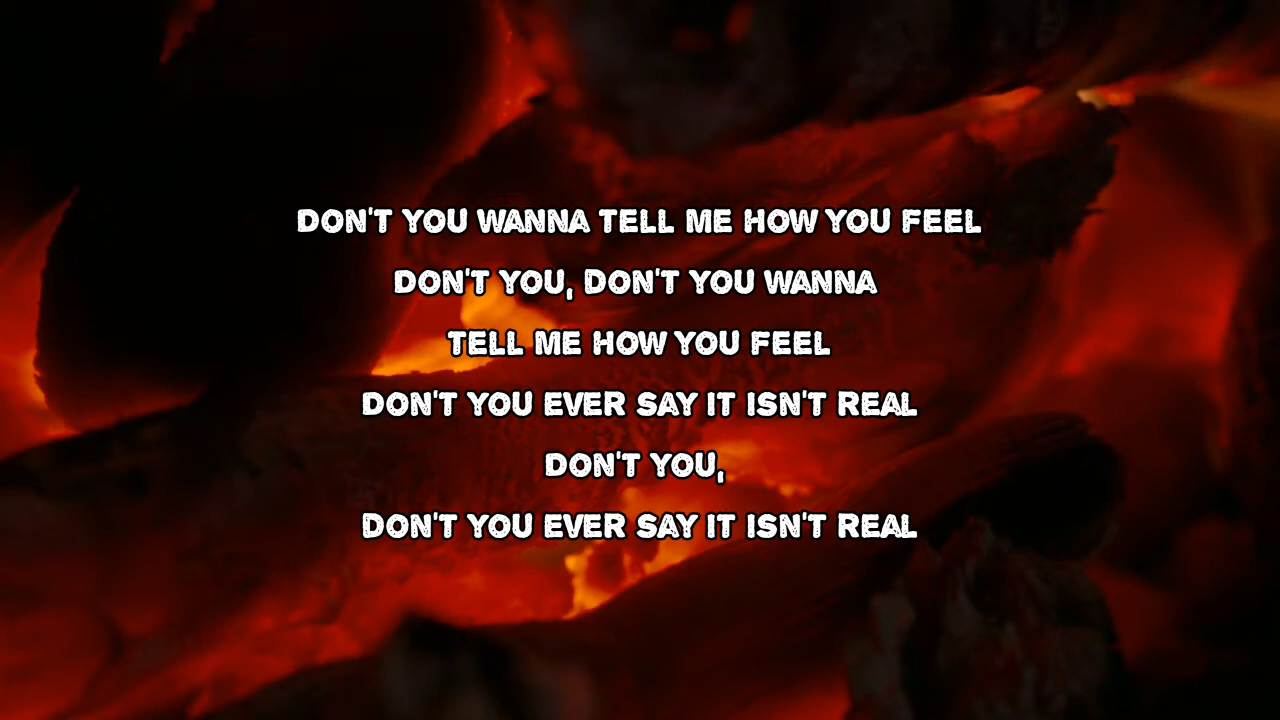 DON'T YOU WANNA TELL ME HOW YOU FEEL
DON'T YOU, DON'T YOU WANNA
TELL ME HOW YOU FEEL
DON'T YOU EVER SAY IT ISN'T REAL
DON'T YOU,
DON'T YOU EVER SAY IT ISN'T REAL